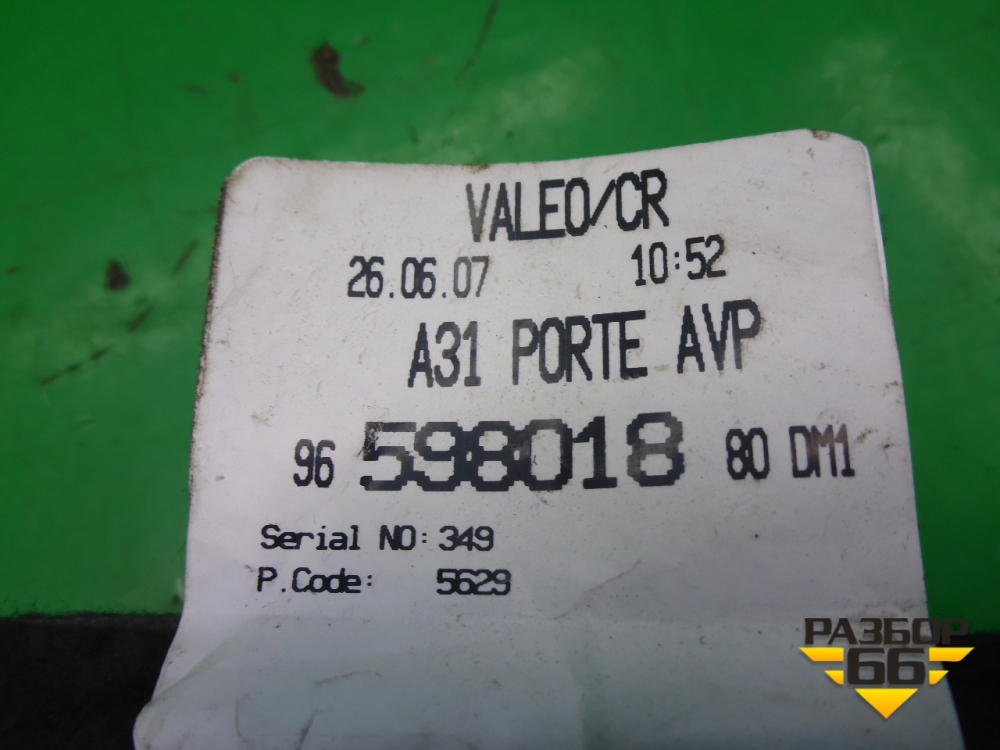 VALEO/CR
26.06.07 10:52
A31 PORTE AVP
96 598018 80 DM1
Serial NO: 349
P.Code: 5629
РАЗБОР
66